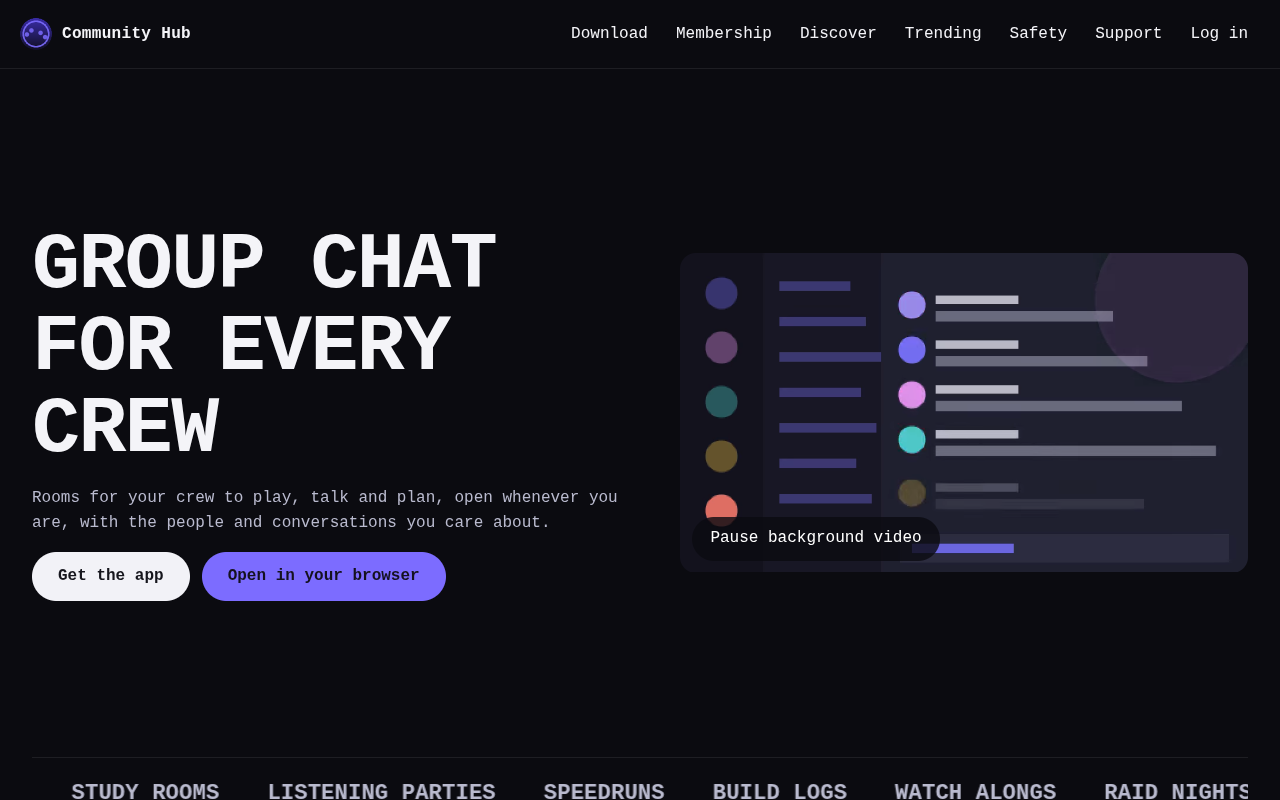 Community Hub
Download Membership Discover Trending Safety Support Log in
GROUP CHAT
FOR EVERY
CREW
Rooms for your crew to play, talk and plan, open whenever you
are, with the people and conversations you care about.
Get the app Open in your browser
Pause background video
STUDY ROOMS LISTENING PARTIES SPEEDRUNS BUILD LOGS WATCH ALONGS RAID NIGHTS